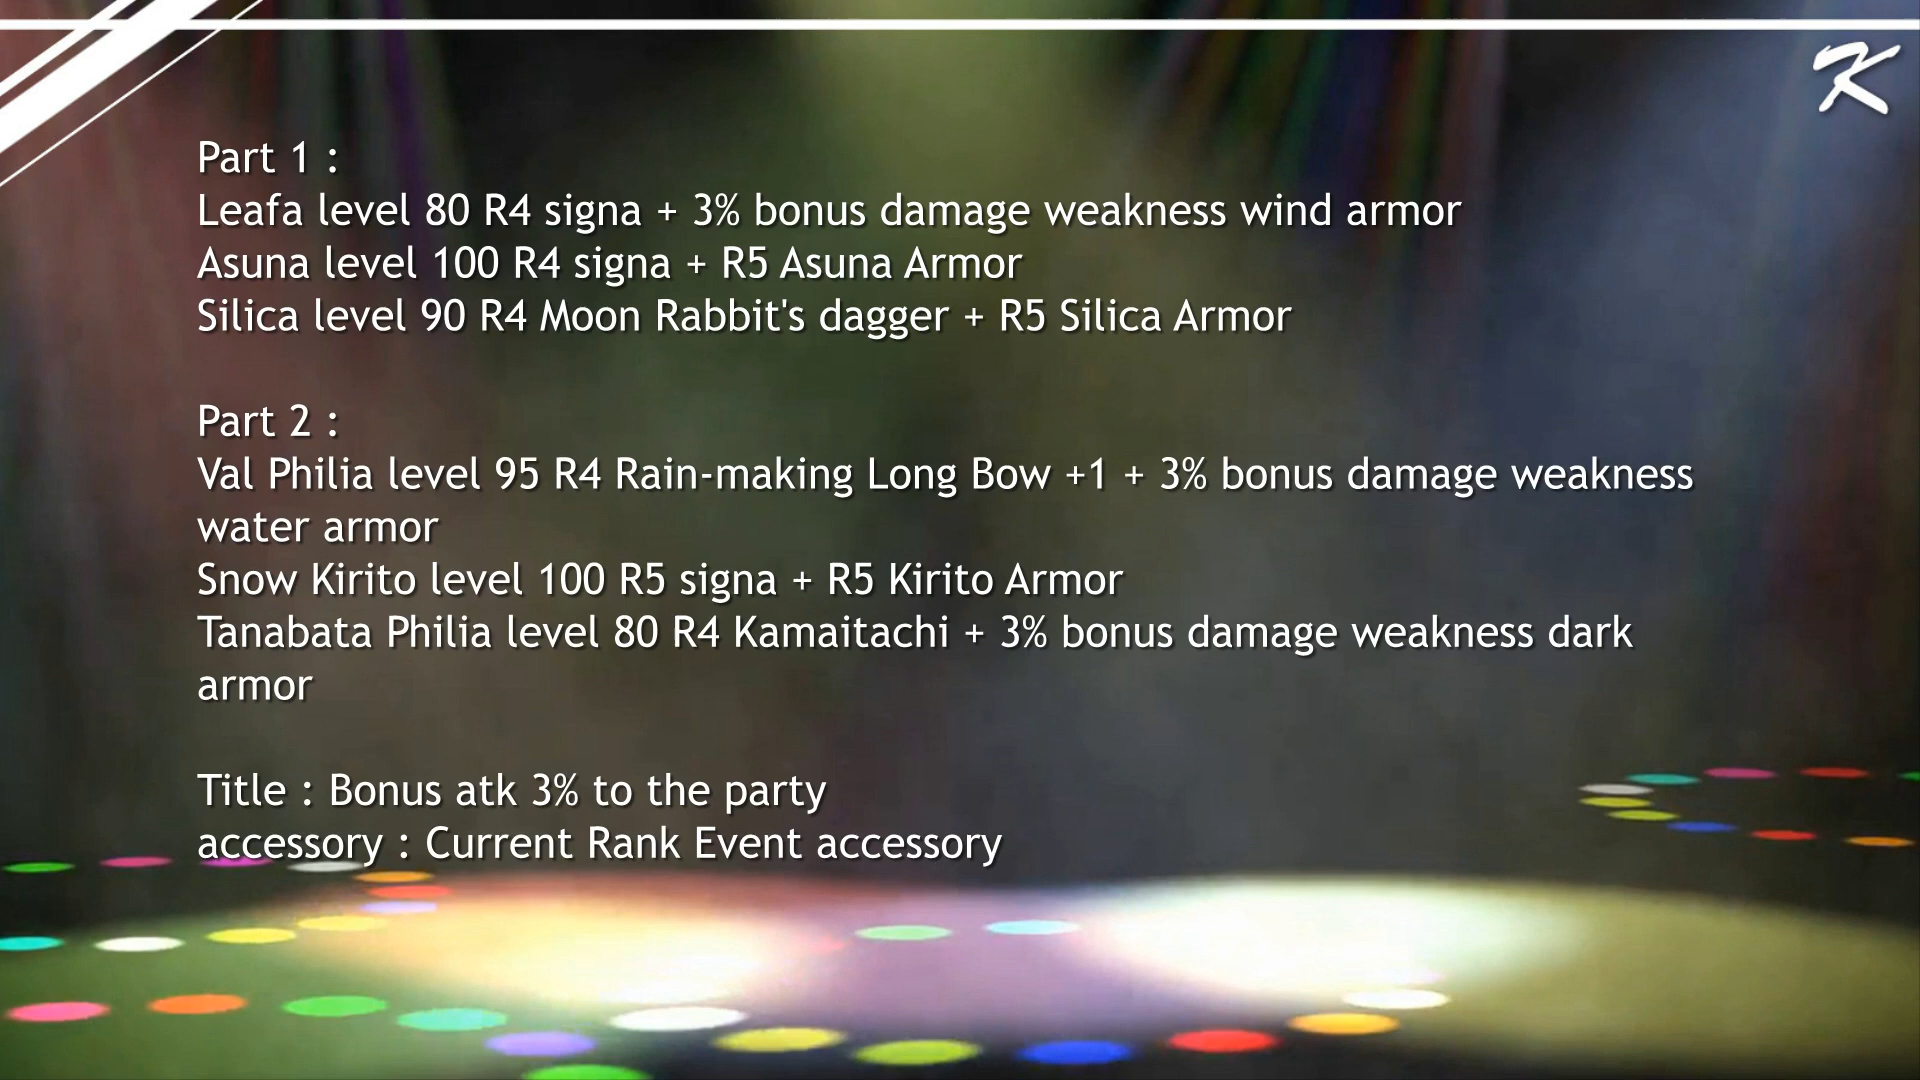 K
Part 1 :
Leafa level 80 R4 signa + 3% bonus damage weakness wind armor
Asuna level 100 R4 signa + R5 Asuna Armor
Silica level 90 R4 Moon Rabbit's dagger + R5 Silica Armor
Part 2 :
Val Philia level 95 R4 Rain-making Long Bow +1 + 3% bonus damage weakness
water armor
Snow Kirito level 100 R5 signa + R5 Kirito Armor
Tanabata Philia level 80 R4 Kamaitachi + 3% bonus damage weakness dark
armor
Title : Bonus atk 3% to the party
accessory : Current Rank Event accessory